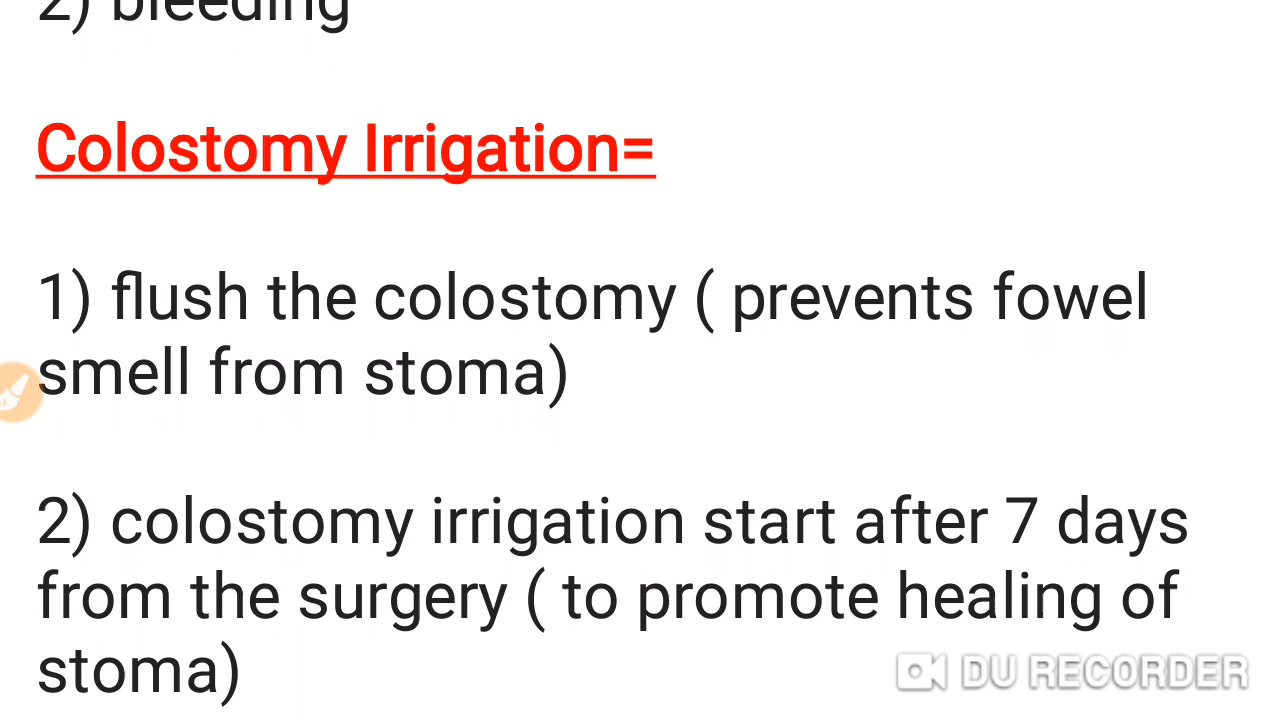 2) bleeding
Colostomy Irrigation=
1) flush the colostomy ( prevents fowel
smell from stoma)
2) colostomy irrigation start after 7 days
from the surgery ( to promote healing of
stoma)
DU RECORDER